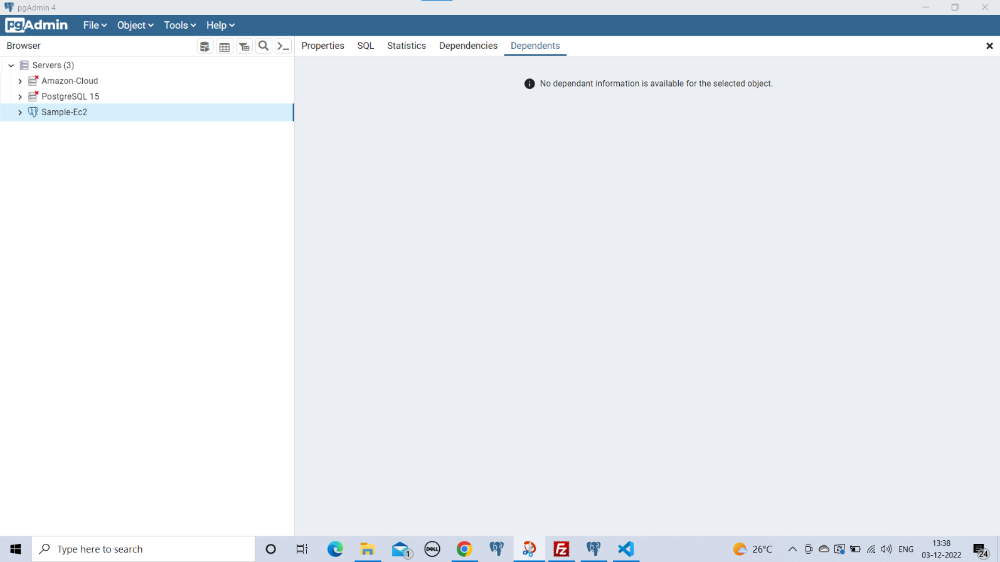 pgAdmin 4
pgAdmin File Object Tools Help
Browser Properties SQL Statistics Dependencies Dependents
Servers (3)
Amazon-Cloud
PostgreSQL 15
Sample-Ec2
No dependant information is available for the selected object.
Type here to search
1
DELL
Fz
26°C
ENG
13:38
03-12-2022
24